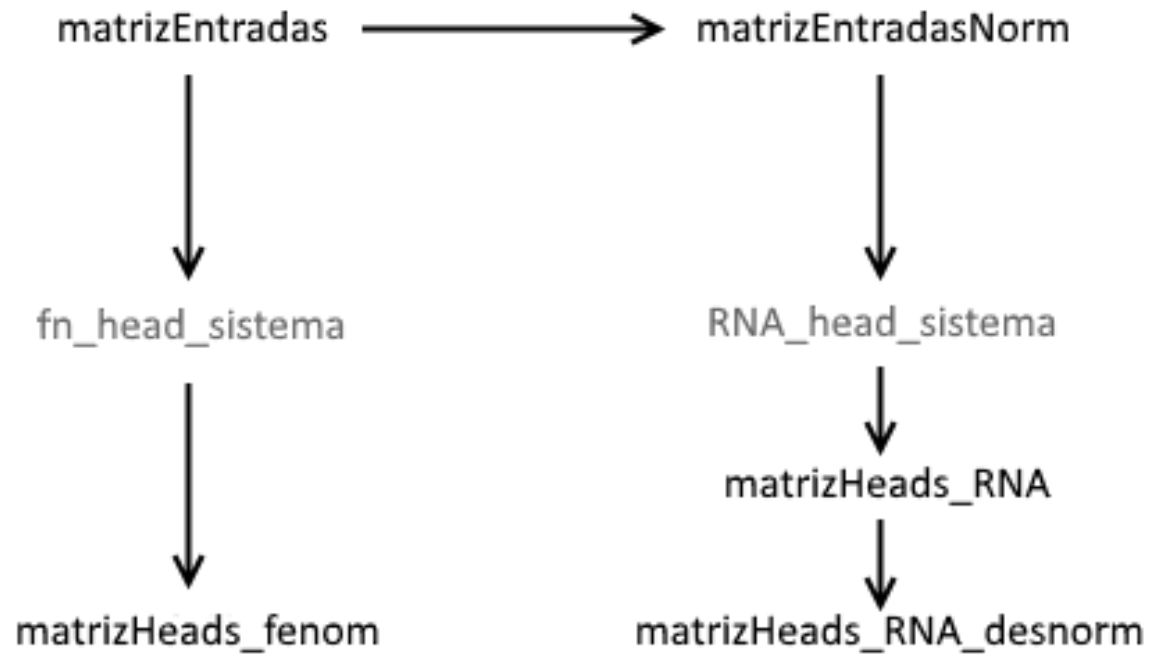 matrizEntradas
matrizEntradasNorm
fn_head_sistema
RNA_head_sistema
matrizHeads_RNA
matrizHeads_fenom
matrizHeads_RNA_desnorm